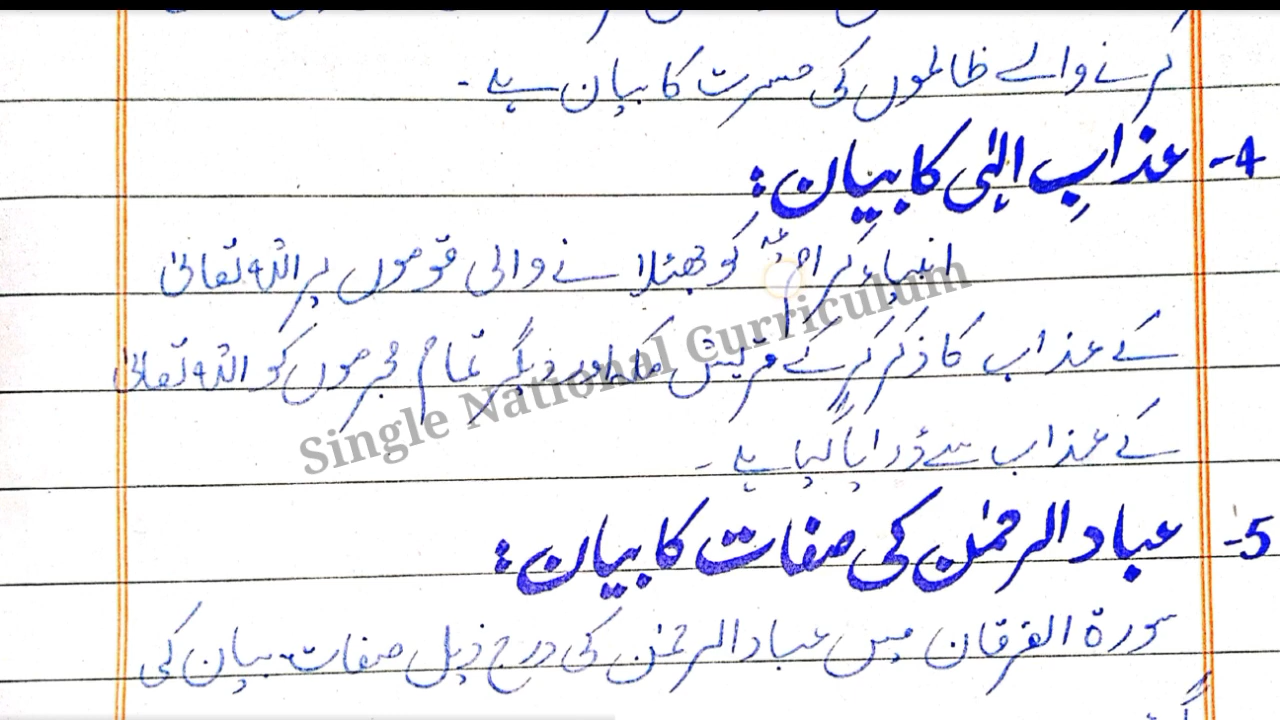 کرنے والے ظالموں کی حسرت کا بیان ہے۔
4- عذابِ الہٰی کا بیان:
انبیاء کرامؑ کو جھٹلانے والی قوموں پر اللہ تعالیٰ
کے عذاب کا ذکر کر کے قریش مکہ اور دیگر تمام مجرموں کو اللہ تعالیٰ
کے عذاب سے ڈرایا گیا ہے۔
5- عباد الرحمٰن کی صفات کا بیان:
سورۃ الفرقان میں عباد الرحمٰن کی درج ذیل صفات بیان کی
Single National Curriculum